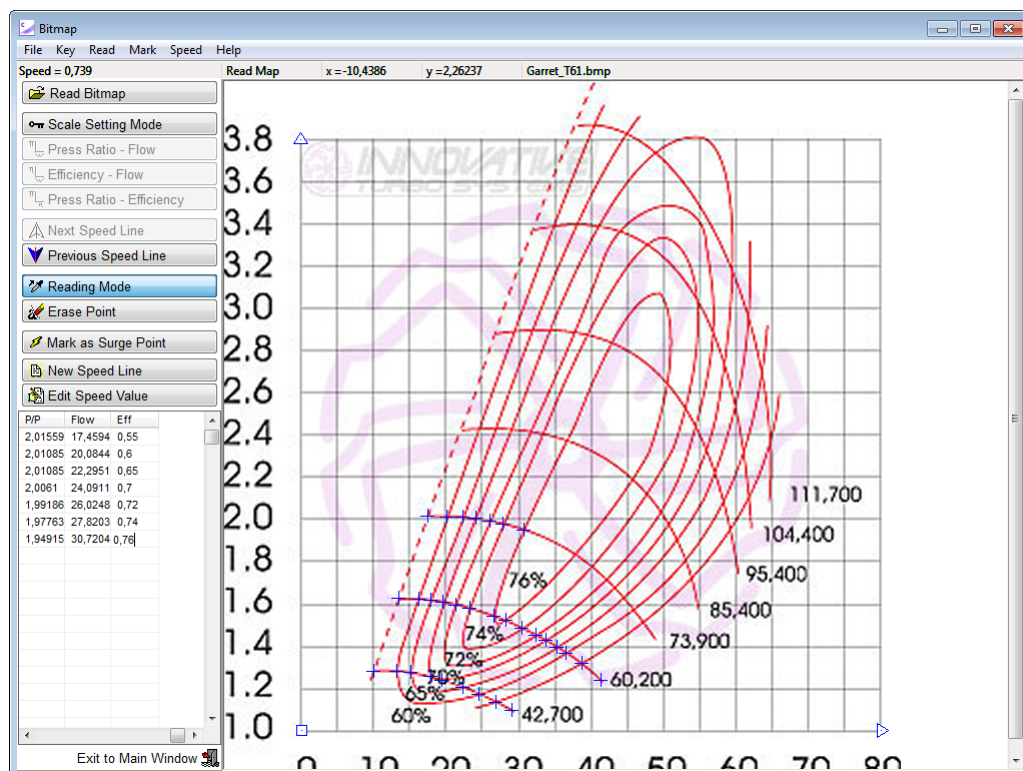 Bitmap
File Key Read Mark Speed Help
Speed = 0,739 Read Map x = -10,4386 y =2,26237 Garret_T61.bmp
Read Bitmap
Scale Setting Mode
Press Ratio - Flow
Efficiency - Flow
Press Ratio - Efficiency
Next Speed Line
Previous Speed Line
Reading Mode
Erase Point
Mark as Surge Point
New Speed Line
Edit Speed Value
P/P Flow Eff
2,01559 17,4594 0,55
2,01085 20,0844 0,6
2,01085 22,2951 0,65
2,0061 24,0911 0,7
1,99186 26,0248 0,72
1,97763 27,8203 0,74
1,94915 30,7204 0,76
Exit to Main Window
INNOVATIVE
TURBO SYSTEMS
3.8
3.6
3.4
3.2
3.0
2.8
2.6
2.4
2.2
2.0
1.8
1.6
1.4
1.2
1.0
111,700
104,400
95,400
85,400
73,900
60,200
42,700
76%
74%
72%
70%
65%
60%
0 10 20 30 40 50 60 70 80